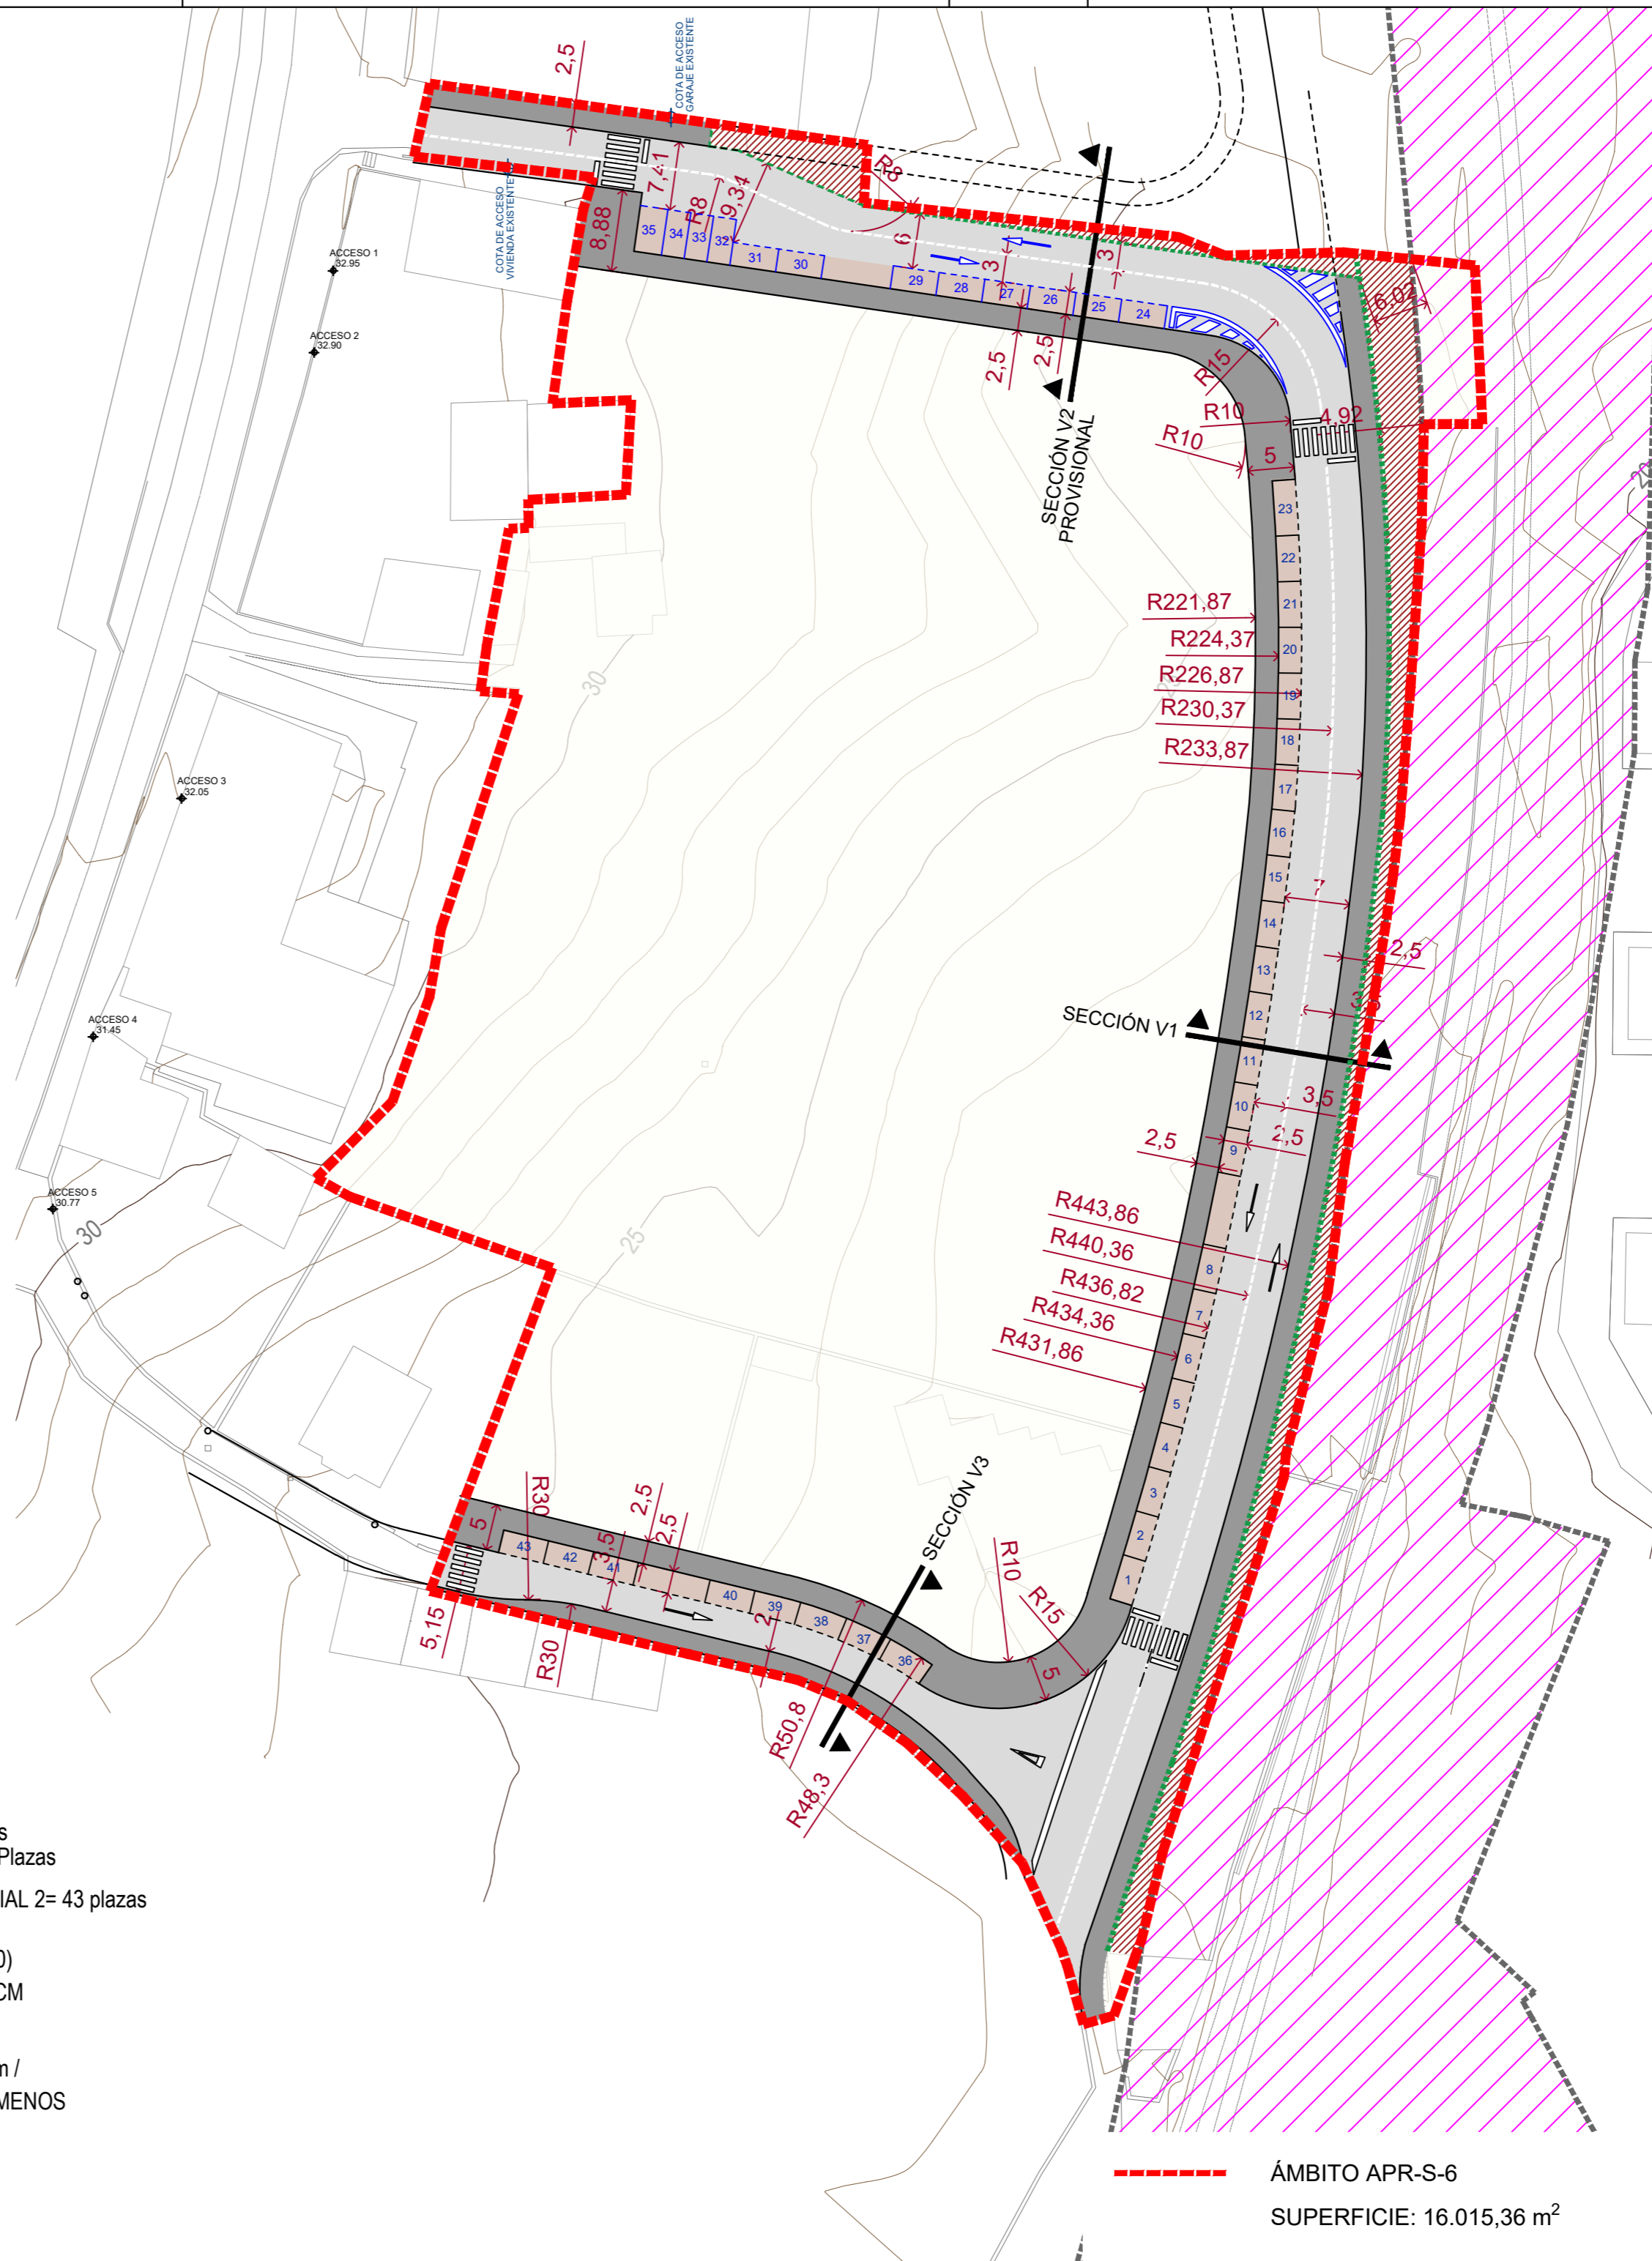 2,5
COTA DE ACCESO
GARAJE EXISTENTE
COTA DE ACCESO
VIVIENDA EXISTENTE
7,41
R8
9,34
R8
8,88
6
3
3
6,02
35
34
33
32
31
30
29
28
27
26
25
24
2,5
2,5
R15
R10
4,92
R10
5
SECCIÓN V2
PROVISIONAL
ACCESO 1
32.95
ACCESO 2
32.90
23
22
21
20
19
18
17
16
15
14
13
12
11
10
9
R221,87
R224,37
R226,87
R230,37
R233,87
30
ACCESO 3
32.05
7
2,5
3,5
SECCIÓN V1
ACCESO 4
31.45
3,5
2,5
2,5
ACCESO 5
30.77
30
25
R443,86
R440,36
R436,82
R434,36
R431,86
8
7
6
5
4
3
2
1
SECCIÓN V3
R30
2,5
2,5
3,5
5
43
42
41
40
39
38
37
36
2
R10
R15
5
5,15
R30
R50,8
R48,3
s
Plazas
IAL 2= 43 plazas
0)
CM
m /
MENOS
ÁMBITO APR-S-6
SUPERFICIE: 16.015,36 m²